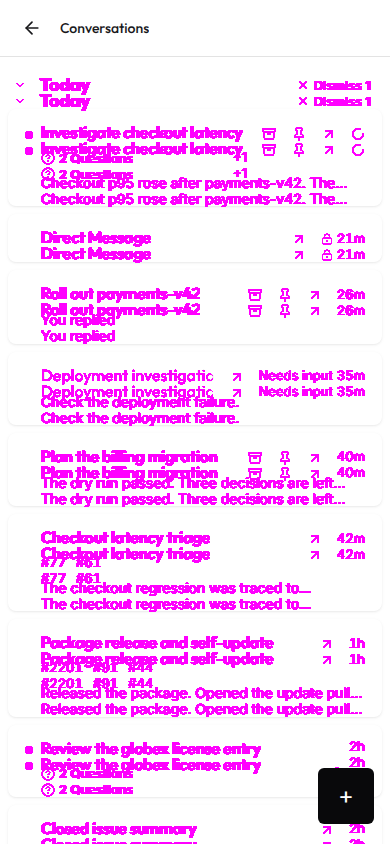 Conversations
Today
Dismiss 1
Today
Dismiss 1
Investigate checkout latency
Investigate checkout latency
2 Questions +1
2 Questions +1
Checkout p95 rose after payments-v42. The...
Checkout p95 rose after payments-v42. The...
Direct Message 21m
Direct Message 21m
Roll out payments-v42 26m
Roll out payments-v42 26m
You replied
You replied
Deployment investigatic Needs input 35m
Deployment investigatic Needs input 35m
Check the deployment failure.
Check the deployment failure.
Plan the billing migration 40m
Plan the billing migration 40m
The dry run passed. Three decisions are left...
The dry run passed. Three decisions are left...
Checkout latency triage 42m
Checkout latency triage 42m
#77 #61
#77 #61
The checkout regression was traced to...
The checkout regression was traced to...
Package release and self-update 1h
Package release and self-update 1h
#2201 #91 #44
#2201 #91 #44
Released the package. Opened the update pull...
Released the package. Opened the update pull...
Review the globex license entry 2h
Review the globex license entry 2h
2 Questions
2 Questions
Closed issue summary 2h
Closed issue summary 2h